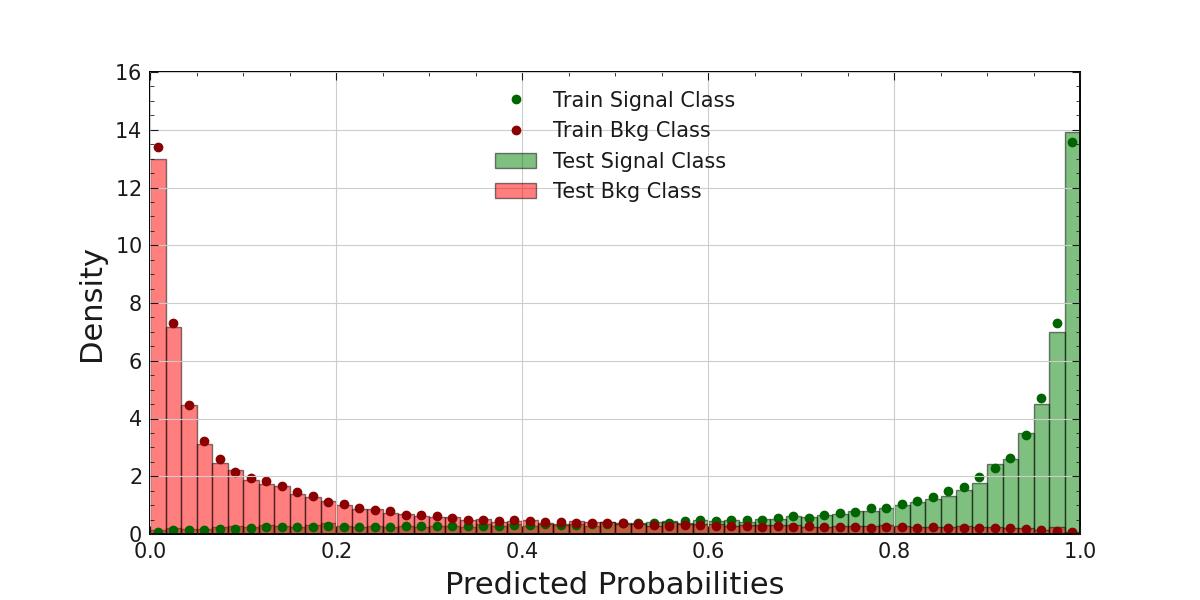 16
14
12
10
8
6
4
2
0
Density
Train Signal Class
Train Bkg Class
Test Signal Class
Test Bkg Class
0.0 0.2 0.4 0.6 0.8 1.0
Predicted Probabilities